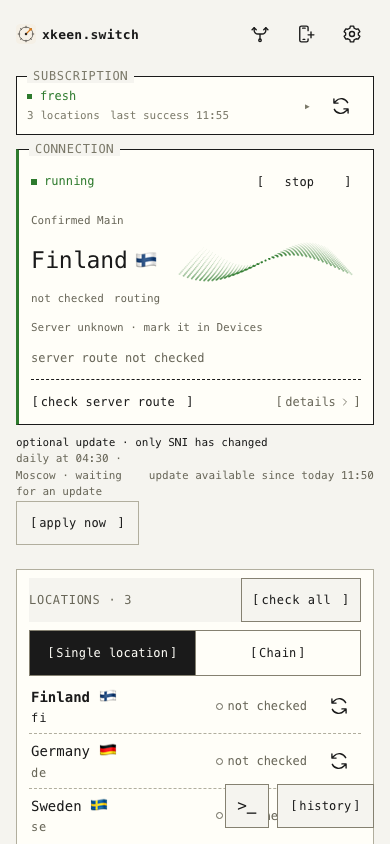 xkeen.switch
SUBSCRIPTION
fresh
3 locations last success 11:55
CONNECTION
running
[ stop ]
Confirmed Main
Finland
not checked routing
Server unknown · mark it in Devices
server route not checked
[check server route ]
[details > ]
optional update · only SNI has changed
daily at 04:30 ·
Moscow · waiting
for an update
update available since today 11:50
[apply now ]
LOCATIONS · 3
[check all ]
[Single location]
[Chain]
Finland
fi
not checked
Germany
de
not checked
Sweden
se
>_
[history]